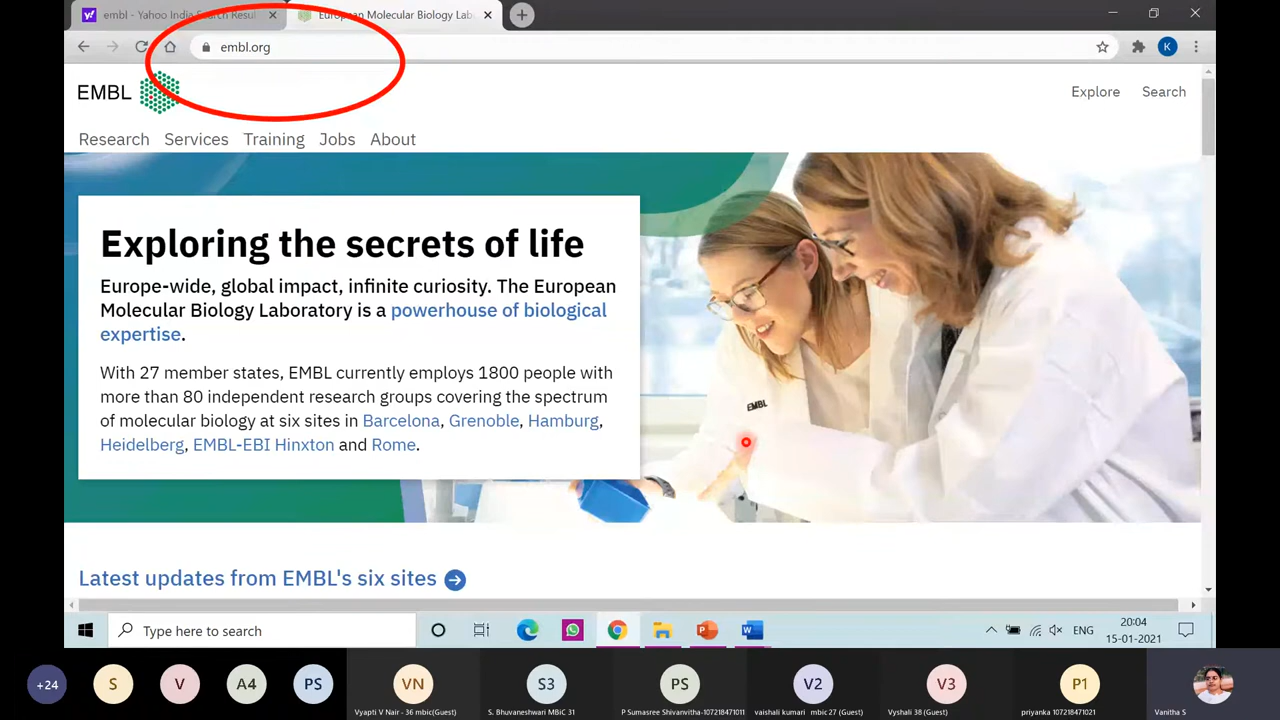 embl - Yahoo India Search Resul
European Molecular Biology Lab
embl.org
K
EMBL
Explore Search
Research Services Training Jobs About
Exploring the secrets of life
Europe-wide, global impact, infinite curiosity. The European
Molecular Biology Laboratory is a powerhouse of biological
expertise.
With 27 member states, EMBL currently employs 1800 people with
more than 80 independent research groups covering the spectrum
of molecular biology at six sites in Barcelona, Grenoble, Hamburg,
Heidelberg, EMBL-EBI Hinxton and Rome.
EMBL
Latest updates from EMBL's six sites
Type here to search
ENG
20:04
15-01-2021
+24 S V A4 PS VN S3 PS V2 V3 P1
Vyapti V Nair - 36 mbic(Guest) S. Bhuvaneshwari MBiC 31 P Sumasree Shivanvitha-107218471011 vaishali kumari mbic 27 (Guest) Vyshali 38 (Guest) priyanka 107218471021 Vanitha S